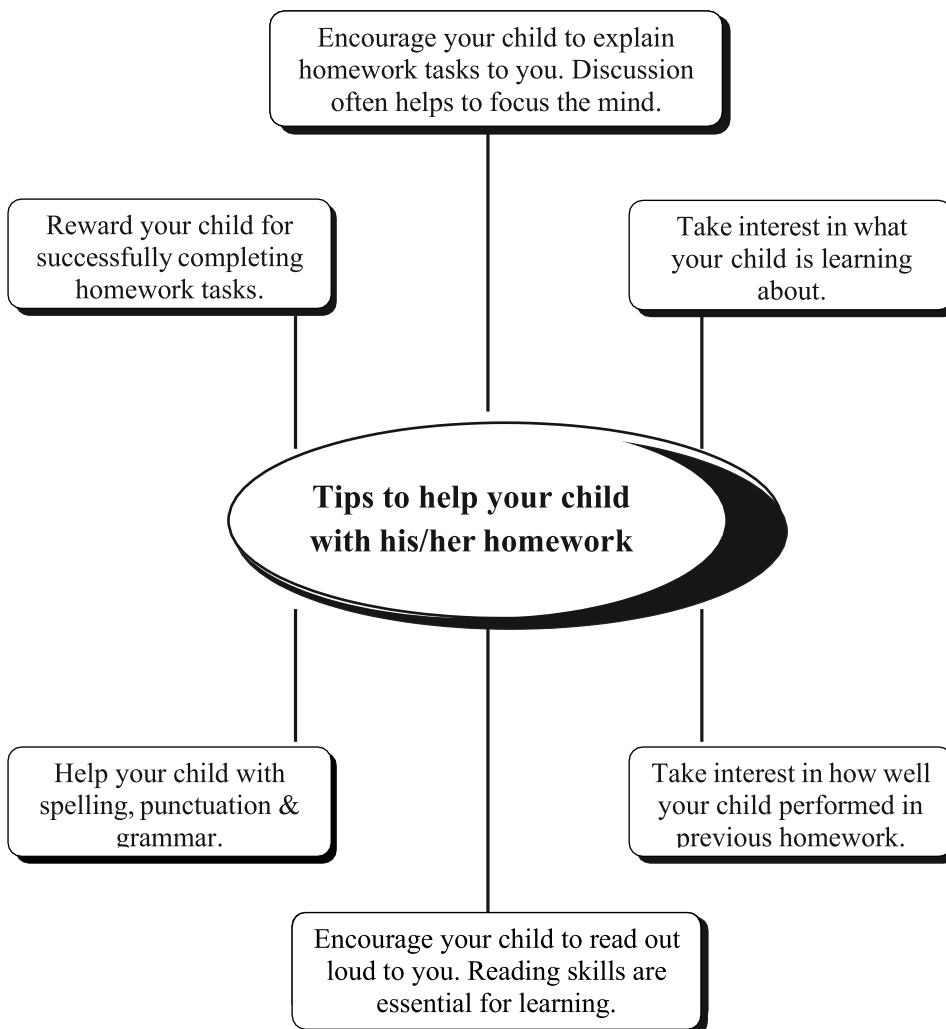 Encourage your child to explain
homework tasks to you. Discussion
often helps to focus the mind.
Reward your child for
successfully completing
homework tasks.
Take interest in what
your child is learning
about.
Tips to help your child
with his/her homework
Help your child with
spelling, punctuation &
grammar.
Take interest in how well
your child performed in
previous homework.
Encourage your child to read out
loud to you. Reading skills are
essential for learning.